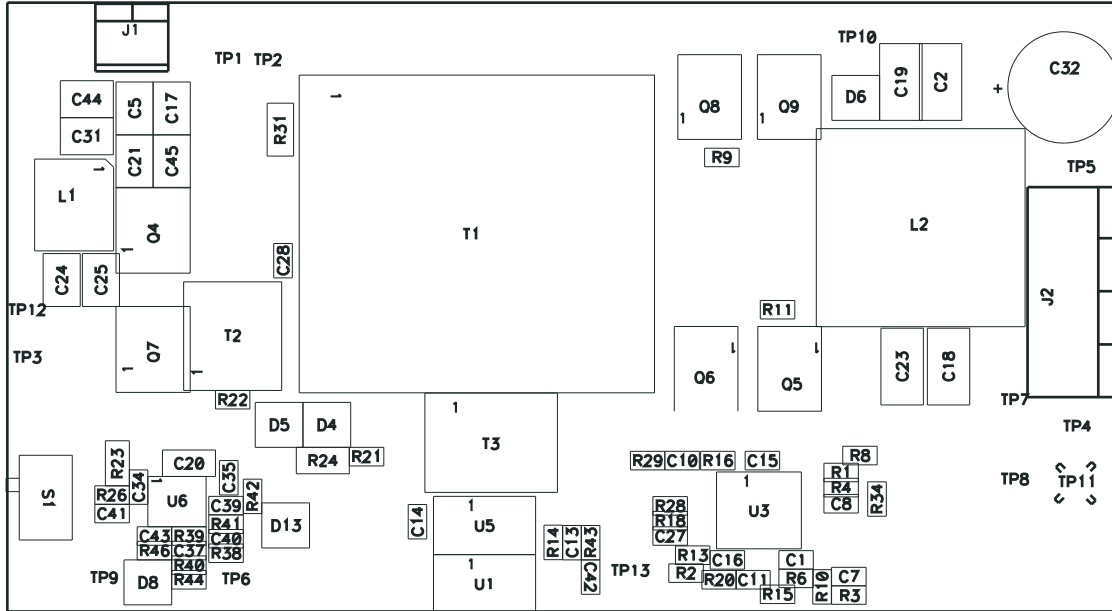 J1
TP1 TP2
TP10
C44
C5
C17
C31
C21
C45
R31
1
Q8
1
Q9
1
D6
C19
C2
C32
+
R9
TP5
L1
1
Q4
1
T1
L2
C28
C24
C25
TP12
TP3
Q7
1
T2
1
R11
J2
Q6
1
Q5
1
C23
C18
R22
TP7
D5
D4
T3
1
TP4
R24
R21
R23
C20
C35
R29
C10
R16
C15
R8
R1
R4
C8
R34
TP8
TP11
S1
R26
C34
C41
U6
1
R42
C39
R41
C40
R38
D13
C14
U5
1
R28
R18
C27
U3
1
C43
R39
R46
C37
R40
R44
R14
C13
R43
C42
R13
R2
C16
C1
TP9
D8
TP6
U1
1
TP13
R20
C11
R6
R15
R10
C7
R3